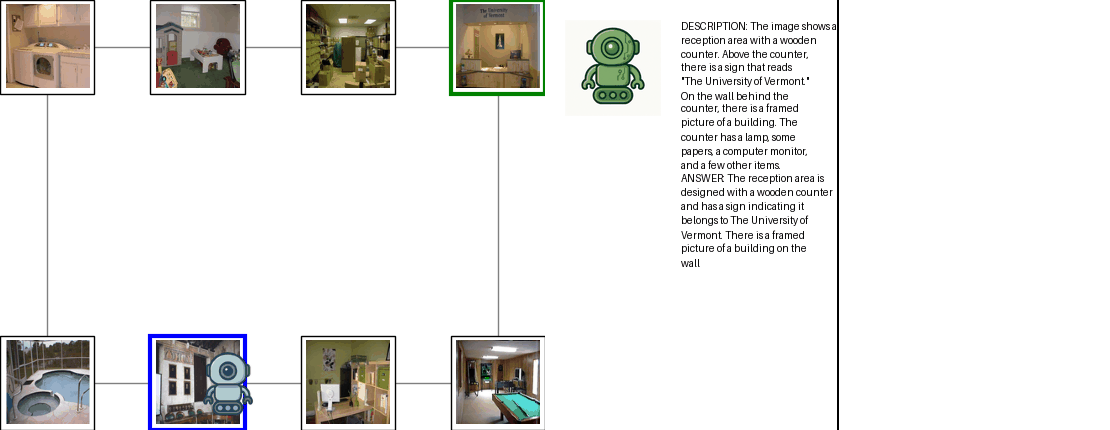 The University
of Vermont
DESCRIPTION: The image shows a
reception area with a wooden
counter. Above the counter,
there is a sign that reads
"The University of Vermont."
On the wall behind the
counter, there is a framed
picture of a building. The
counter has a lamp, some
papers, a computer monitor,
and a few other items.
ANSWER: The reception area is
designed with a wooden counter
and has a sign indicating it
belongs to The University of
Vermont. There is a framed
picture of a building on the
wall